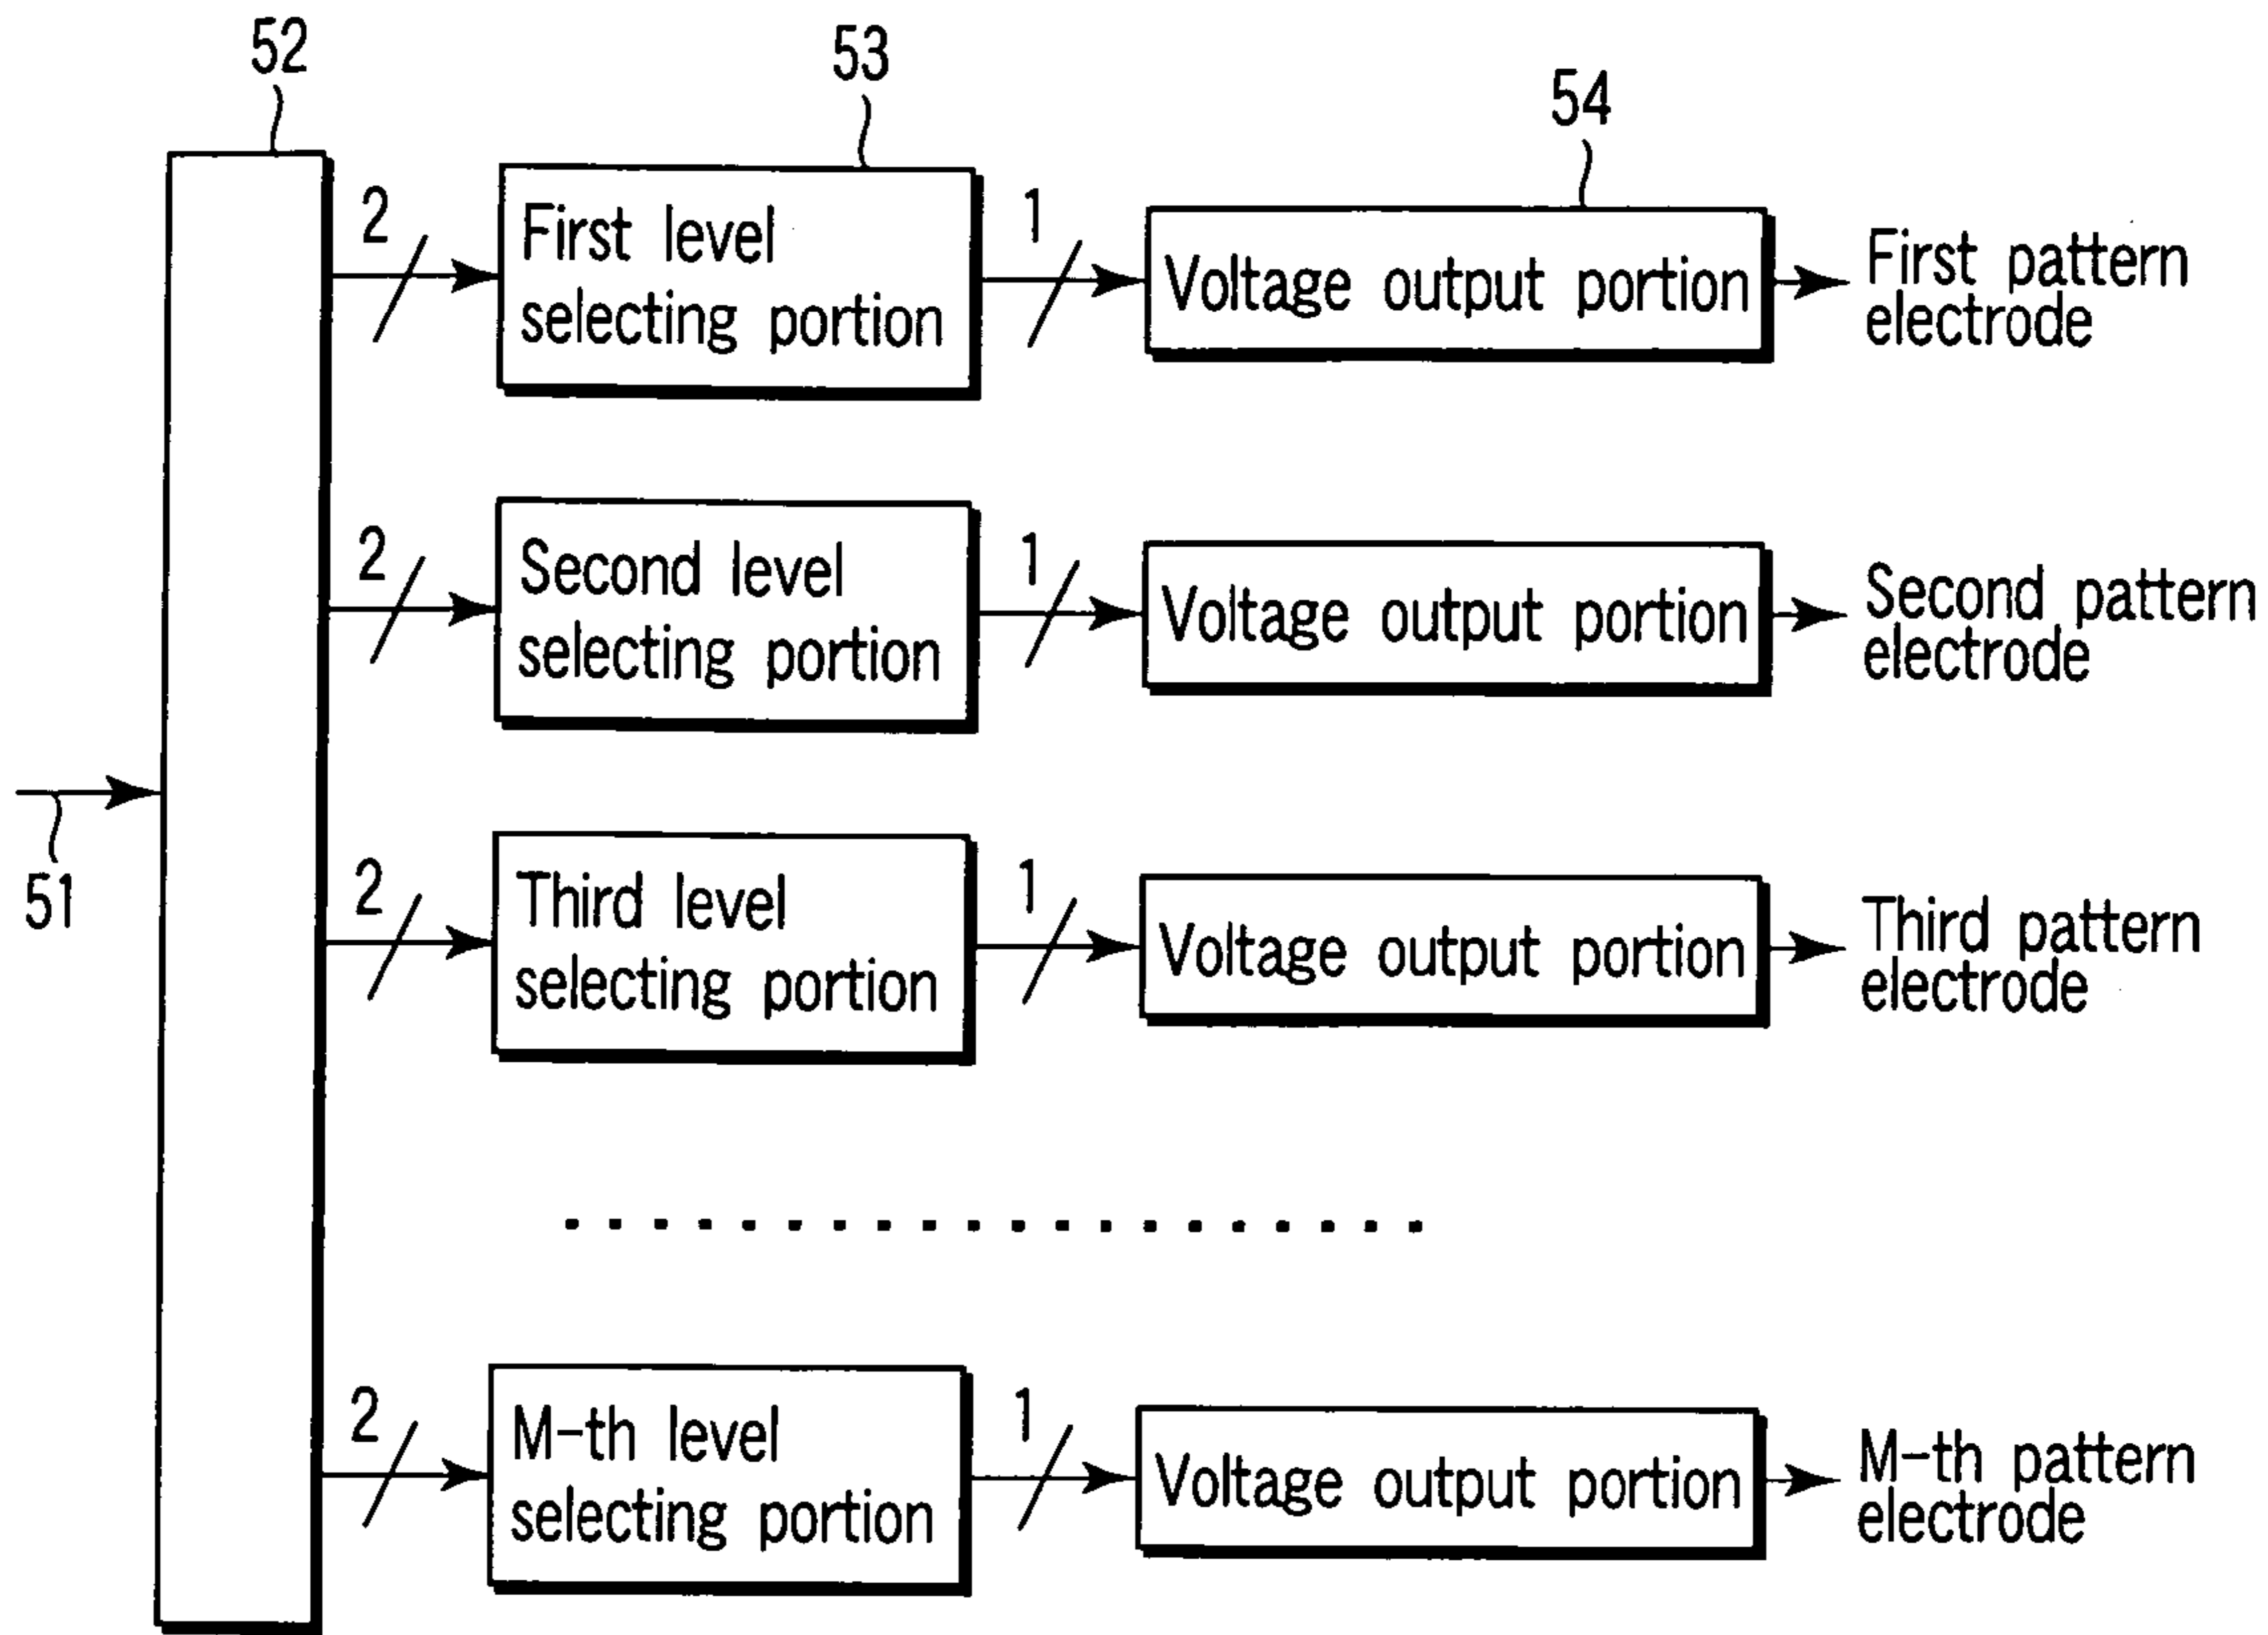 52
53
54
2
First level
selecting portion
1
Voltage output portion
First pattern
electrode
2
Second level
selecting portion
1
Voltage output portion
Second pattern
electrode
51
2
Third level
selecting portion
1
Voltage output portion
Third pattern
electrode
2
M-th level
selecting portion
1
Voltage output portion
M-th pattern
electrode